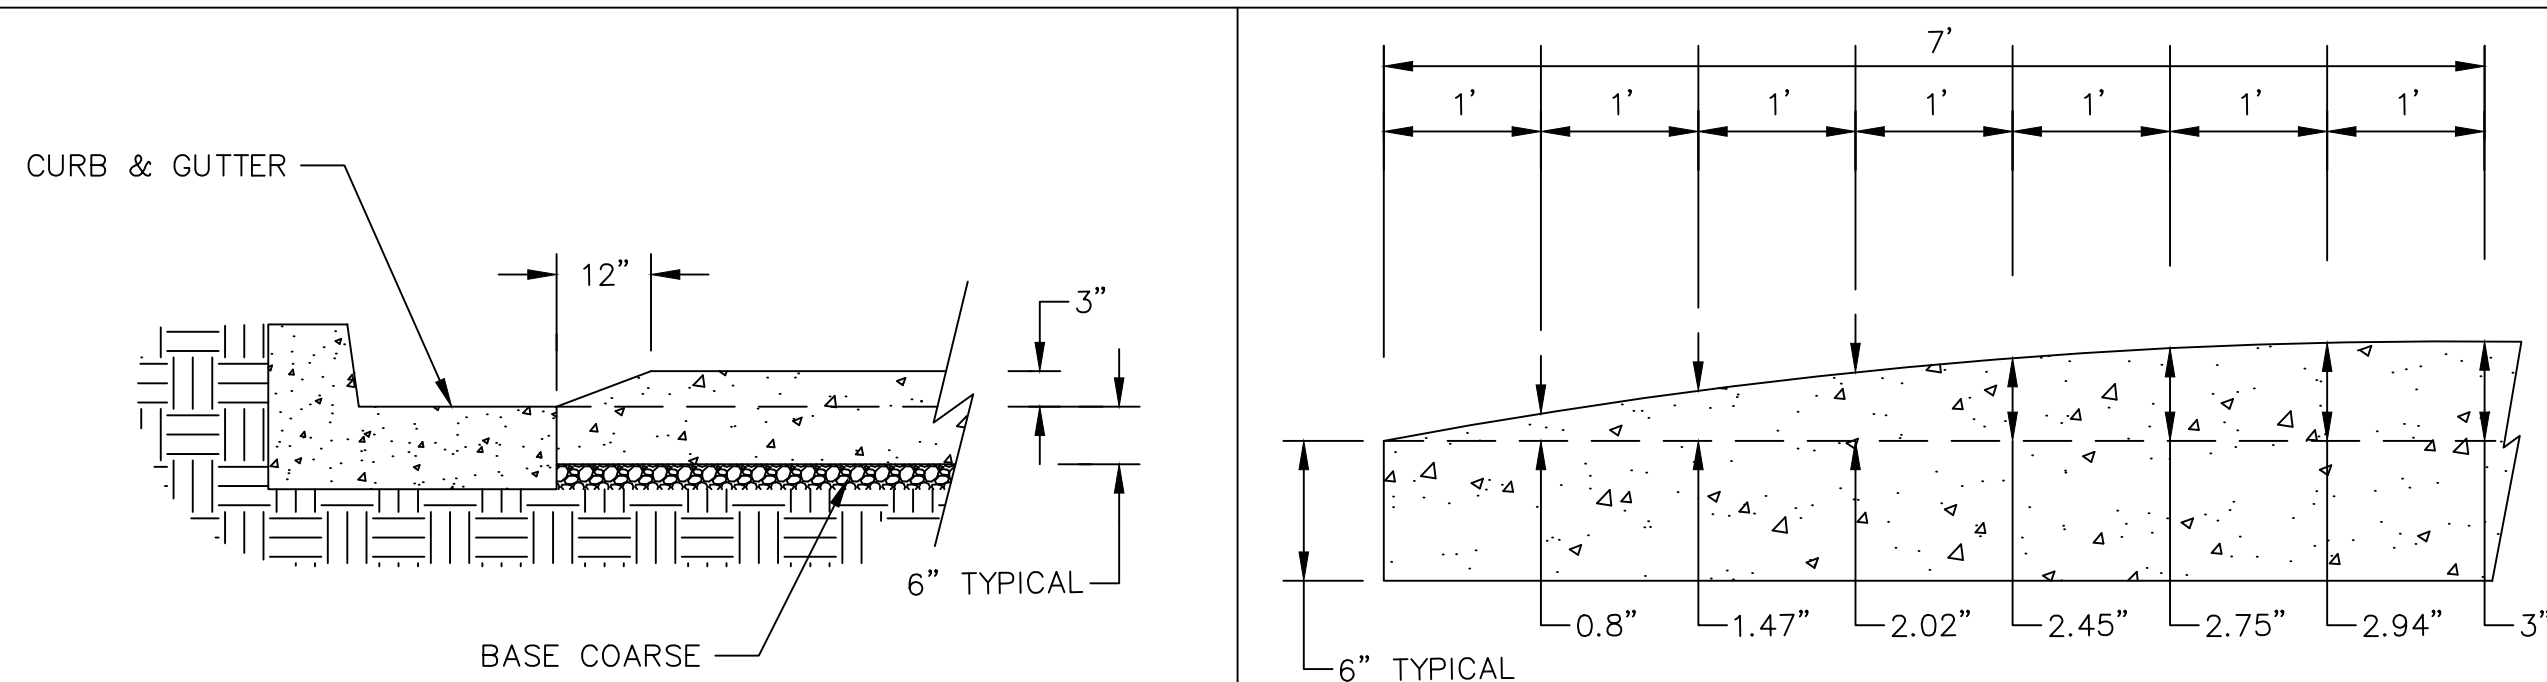 CURB & GUTTER
12”
3”
6” TYPICAL
BASE COARSE
7’
1’ 1’ 1’ 1’ 1’ 1’ 1’
0.8” 1.47” 2.02” 2.45” 2.75” 2.94” 3”
6” TYPICAL